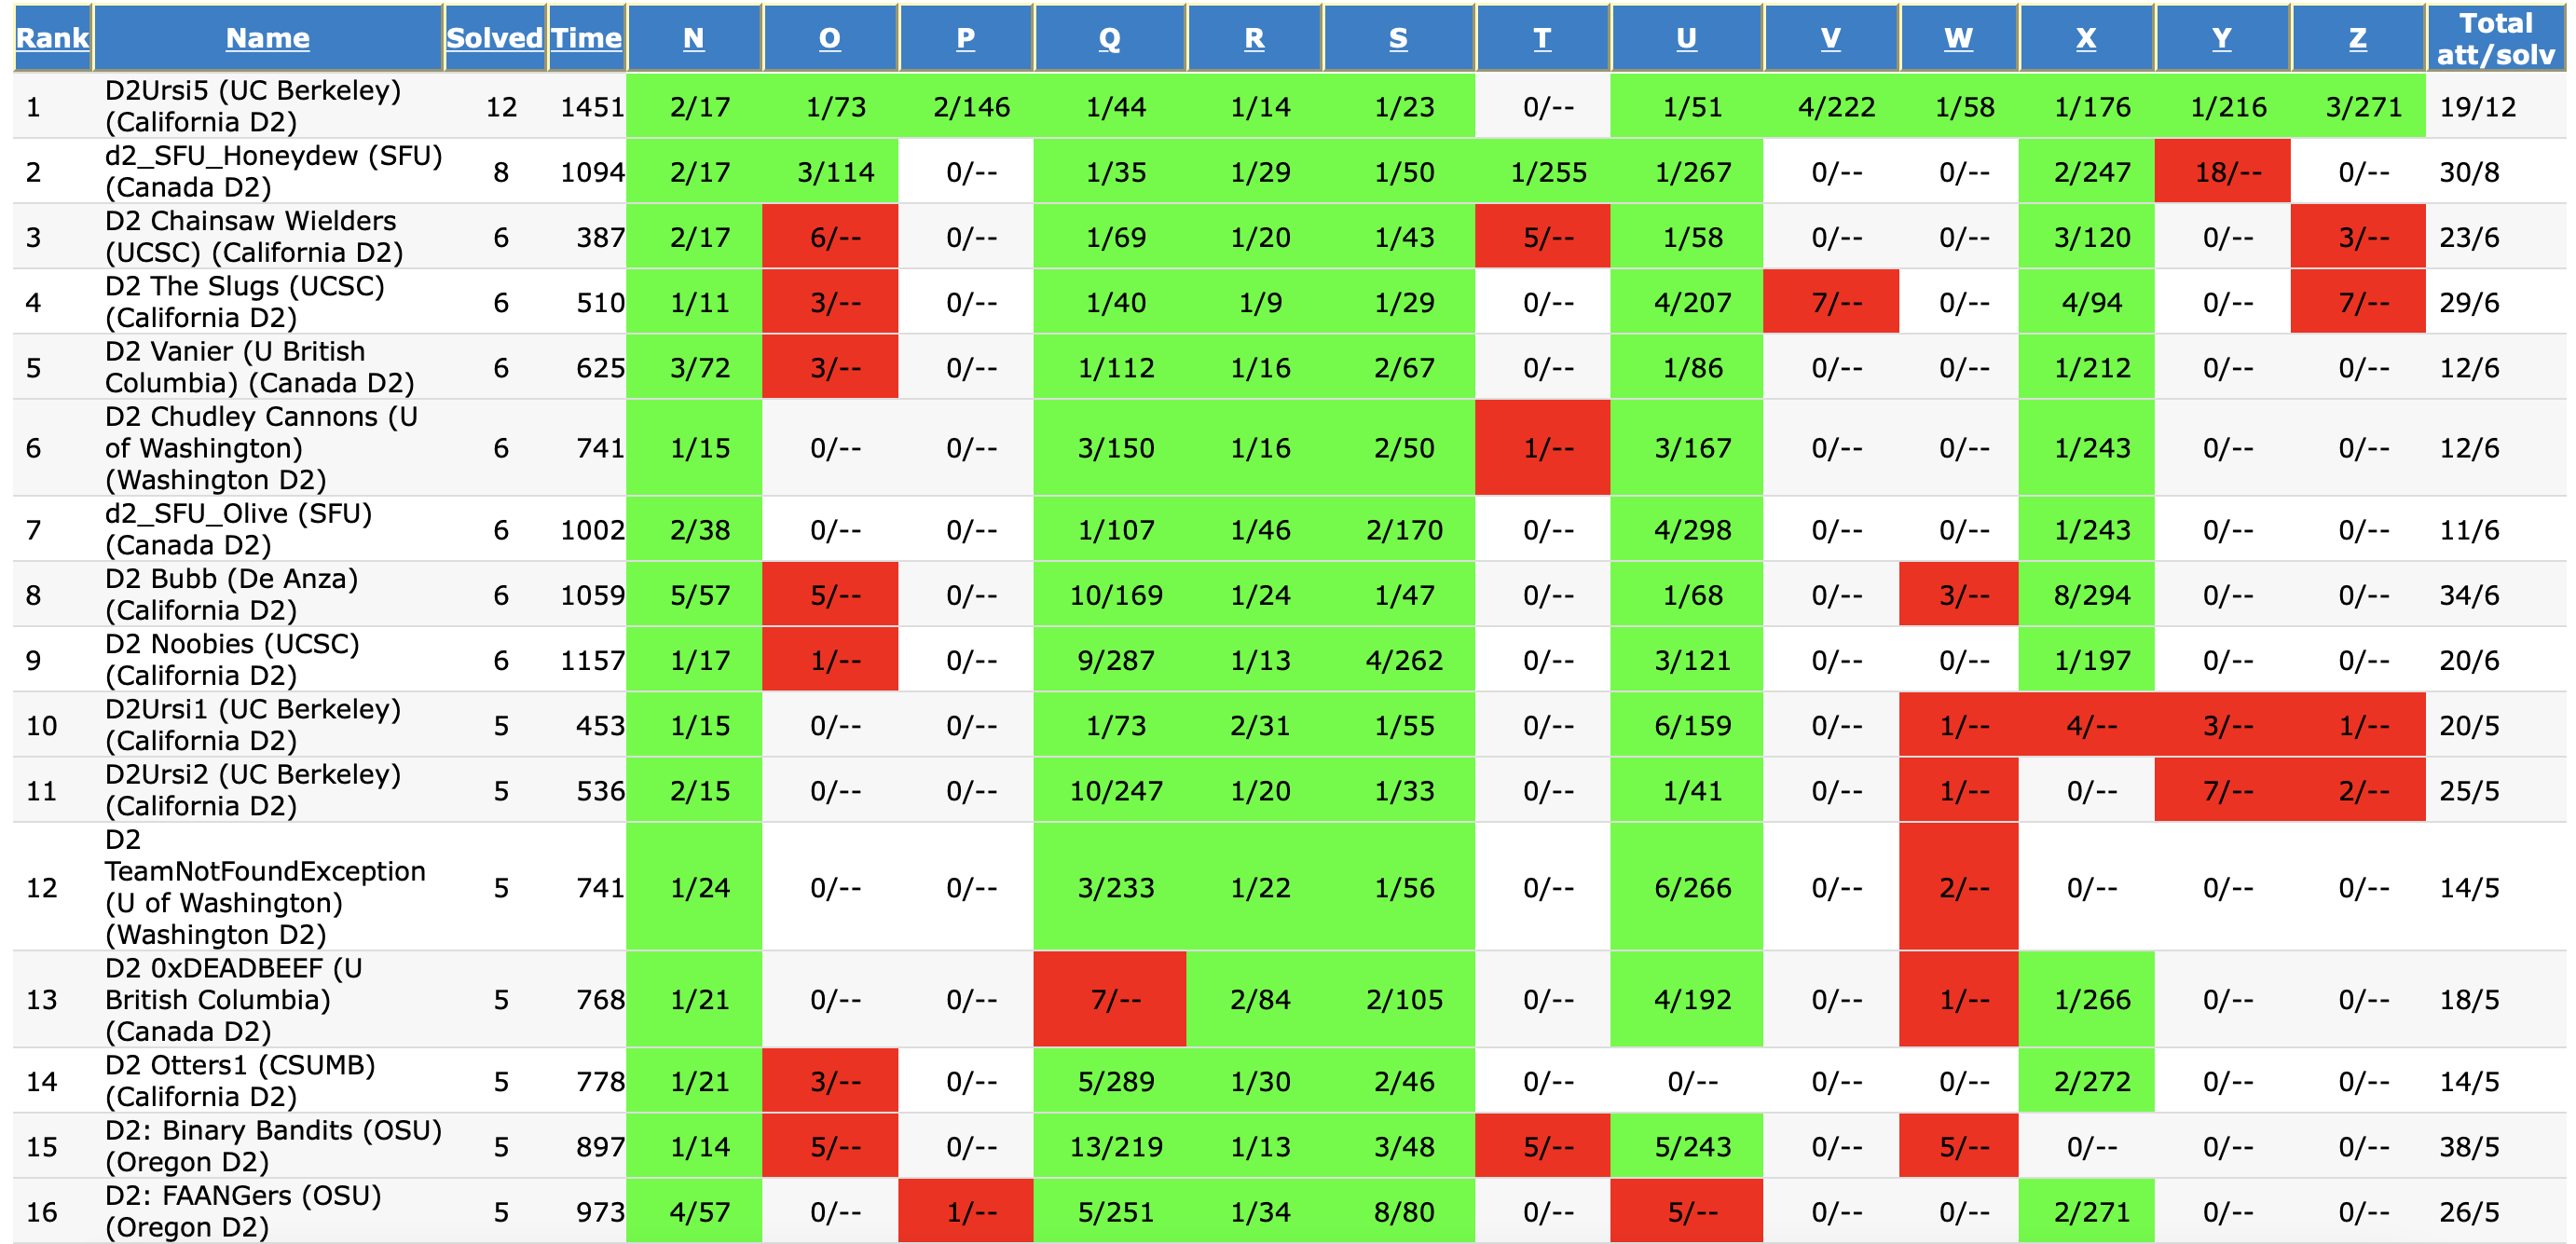 Rank Name Solved Time N O P Q R S T U V W X Y Z Total att/solv
1 D2Ursi5 (UC Berkeley) (California D2) 12 1451 2/17 1/73 2/146 1/44 1/14 1/23 0/-- 1/51 4/222 1/58 1/176 1/216 3/271 19/12
2 d2_SFU_Honeydew (SFU) (Canada D2) 8 1094 2/17 3/114 0/-- 1/35 1/29 1/50 1/255 1/267 0/-- 0/-- 2/247 18/-- 0/-- 30/8
3 D2 Chainsaw Wielders (UCSC) (California D2) 6 387 2/17 6/-- 0/-- 1/69 1/20 1/43 5/-- 1/58 0/-- 0/-- 3/120 0/-- 3/-- 23/6
4 D2 The Slugs (UCSC) (California D2) 6 510 1/11 3/-- 0/-- 1/40 1/9 1/29 0/-- 4/207 7/-- 0/-- 4/94 0/-- 7/-- 29/6
5 D2 Vanier (U British Columbia) (Canada D2) 6 625 3/72 3/-- 0/-- 1/112 1/16 2/67 0/-- 1/86 0/-- 0/-- 1/212 0/-- 0/-- 12/6
6 D2 Chudley Cannons (U of Washington) (Washington D2) 6 741 1/15 0/-- 0/-- 3/150 1/16 2/50 1/-- 3/167 0/-- 0/-- 1/243 0/-- 0/-- 12/6
7 d2_SFU_Olive (SFU) (Canada D2) 6 1002 2/38 0/-- 0/-- 1/107 1/46 2/170 0/-- 4/298 0/-- 0/-- 1/243 0/-- 0/-- 11/6
8 D2 Bubb (De Anza) (California D2) 6 1059 5/57 5/-- 0/-- 10/169 1/24 1/47 0/-- 1/68 0/-- 3/-- 8/294 0/-- 0/-- 34/6
9 D2 Noobies (UCSC) (California D2) 6 1157 1/17 1/-- 0/-- 9/287 1/13 4/262 0/-- 3/121 0/-- 0/-- 1/197 0/-- 0/-- 20/6
10 D2Ursi1 (UC Berkeley) (California D2) 5 453 1/15 0/-- 0/-- 1/73 2/31 1/55 0/-- 6/159 0/-- 1/-- 4/-- 3/-- 1/-- 20/5
11 D2Ursi2 (UC Berkeley) (California D2) 5 536 2/15 0/-- 0/-- 10/247 1/20 1/33 0/-- 1/41 0/-- 1/-- 0/-- 7/-- 2/-- 25/5
12 D2 TeamNotFoundException (U of Washington) (Washington D2) 5 741 1/24 0/-- 0/-- 3/233 1/22 1/56 0/-- 6/266 0/-- 2/-- 0/-- 0/-- 0/-- 14/5
13 D2 0xDEADBEEF (U British Columbia) (Canada D2) 5 768 1/21 0/-- 0/-- 7/-- 2/84 2/105 0/-- 4/192 0/-- 1/-- 1/266 0/-- 0/-- 18/5
14 D2 Otters1 (CSUMB) (California D2) 5 778 1/21 3/-- 0/-- 5/289 1/30 2/46 0/-- 0/-- 0/-- 0/-- 2/272 0/-- 0/-- 14/5
15 D2: Binary Bandits (OSU) (Oregon D2) 5 897 1/14 5/-- 0/-- 13/219 1/13 3/48 5/-- 5/243 0/-- 5/-- 0/-- 0/-- 0/-- 38/5
16 D2: FAANGers (OSU) (Oregon D2) 5 973 4/57 0/-- 1/-- 5/251 1/34 8/80 0/-- 5/-- 0/-- 0/-- 2/271 0/-- 0/-- 26/5